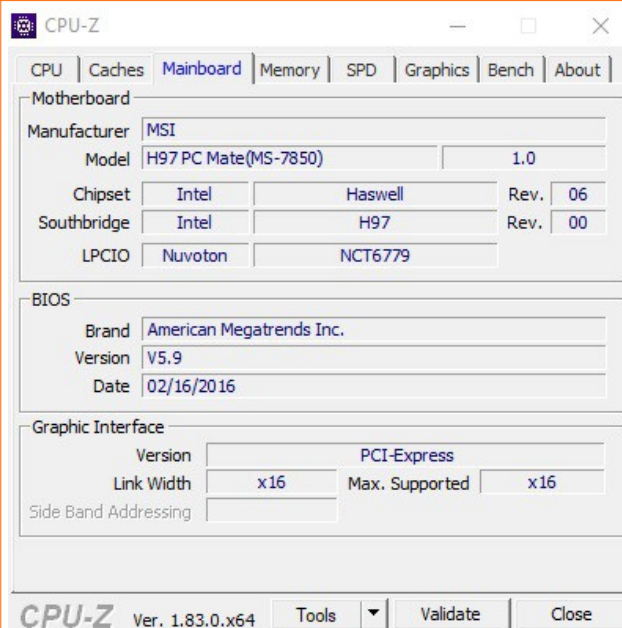 CPU-Z
CPU Caches Mainboard Memory SPD Graphics Bench About
Motherboard
Manufacturer MSI
Model H97 PC Mate(MS-7850) 1.0
Chipset Intel Haswell Rev. 06
Southbridge Intel H97 Rev. 00
LPCIO Nuvoton NCT6779
BIOS
Brand American Megatrends Inc.
Version V5.9
Date 02/16/2016
Graphic Interface
Version PCI-Express
Link Width x16 Max. Supported x16
Side Band Addressing
CPU-Z Ver. 1.83.0.x64 Tools Validate Close